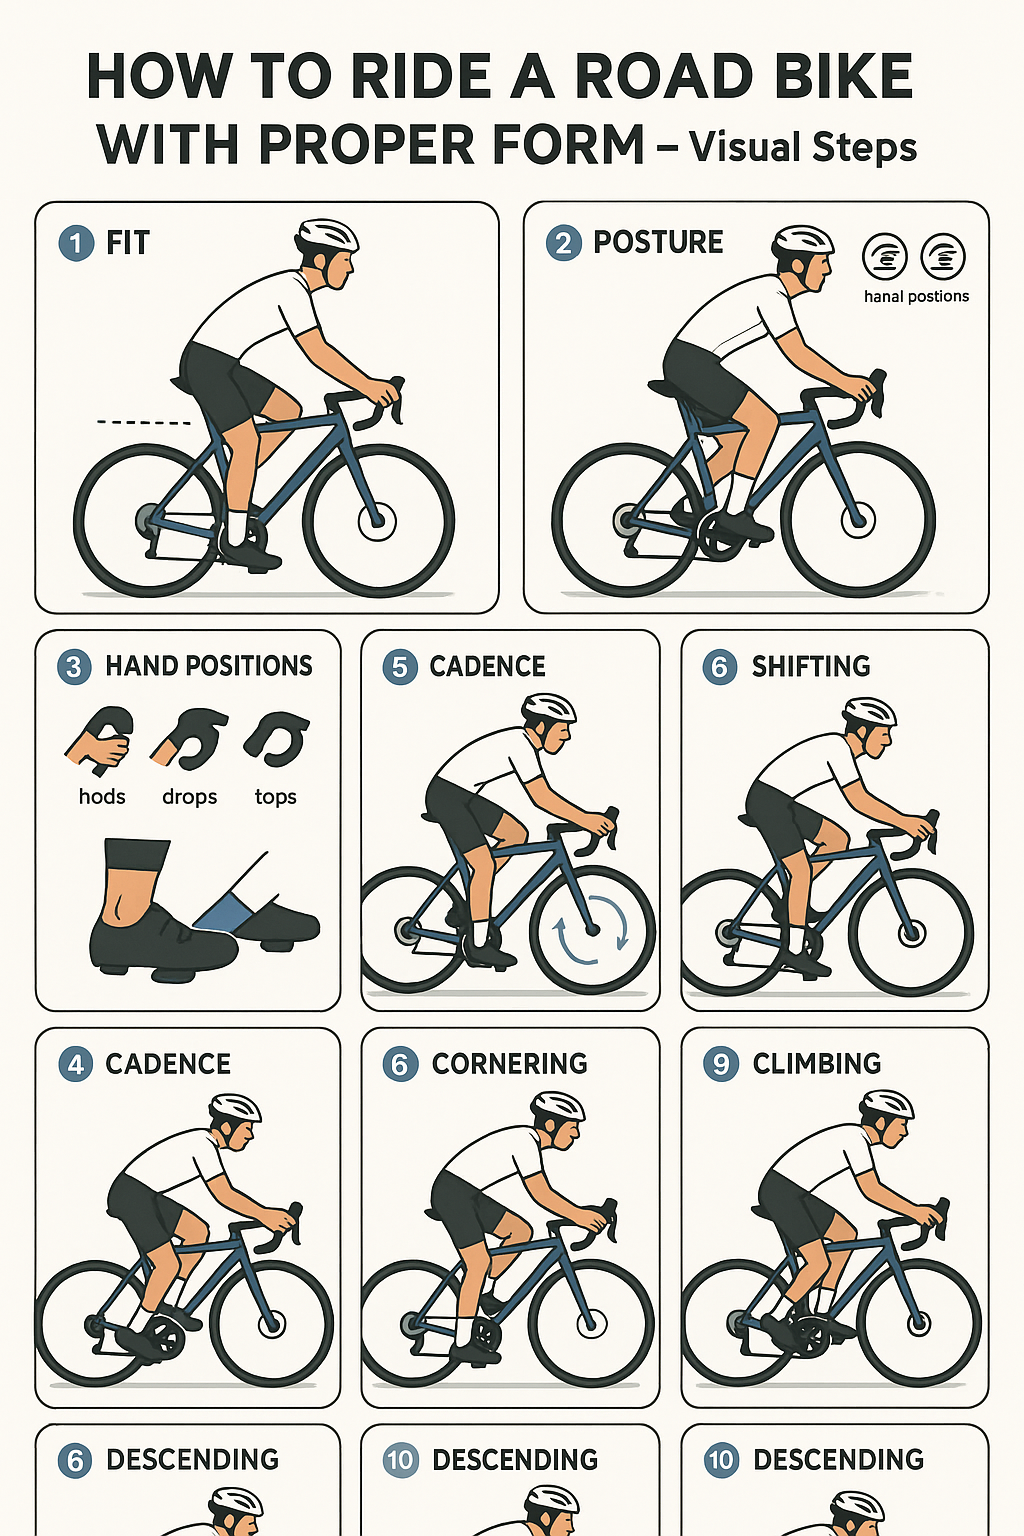 HOW TO RIDE A ROAD BIKE
WITH PROPER FORM – Visual Steps
1 FIT
2 POSTURE
hanal postions
3 HAND POSITIONS
hods drops tops
5 CADENCE
6 SHIFTING
4 CADENCE
6 CORNERING
9 CLIMBING
6 DESCENDING
10 DESCENDING
10 DESCENDING